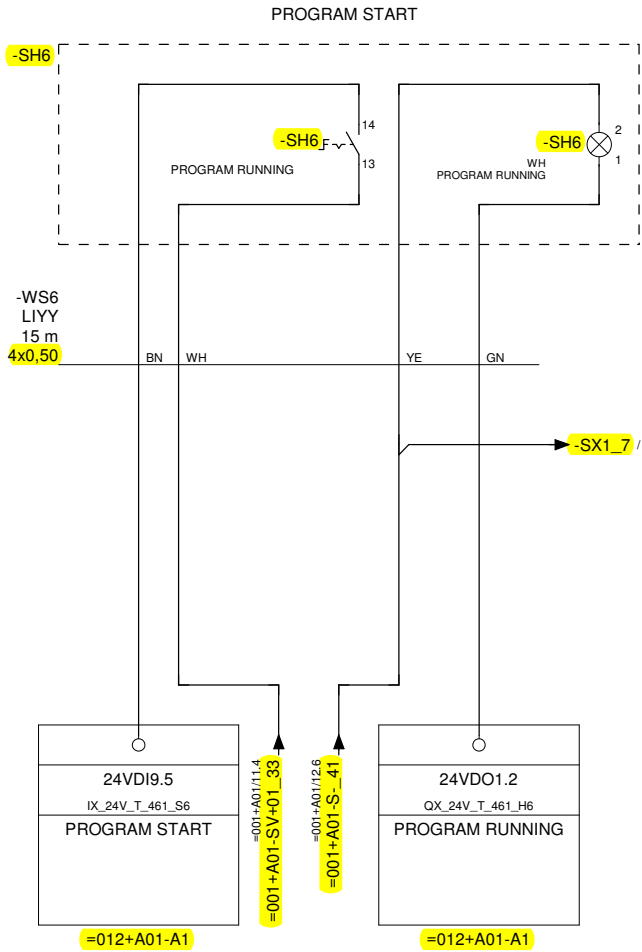 PROGRAM START
-SH6
14
-SH6
13
PROGRAM RUNNING
2
-SH6
1
WH
PROGRAM RUNNING
-WS6
LIYY
15 m
4x0,50
BN
WH
YE
GN
-SX1_7 /
=001+A01/11.4
=001+A01-SV+01_33
=001+A01/12.6
=001+A01-S-_41
24VDI9.5
IX_24V_T_461_S6
PROGRAM START
=012+A01-A1
24VDO1.2
QX_24V_T_461_H6
PROGRAM RUNNING
=012+A01-A1